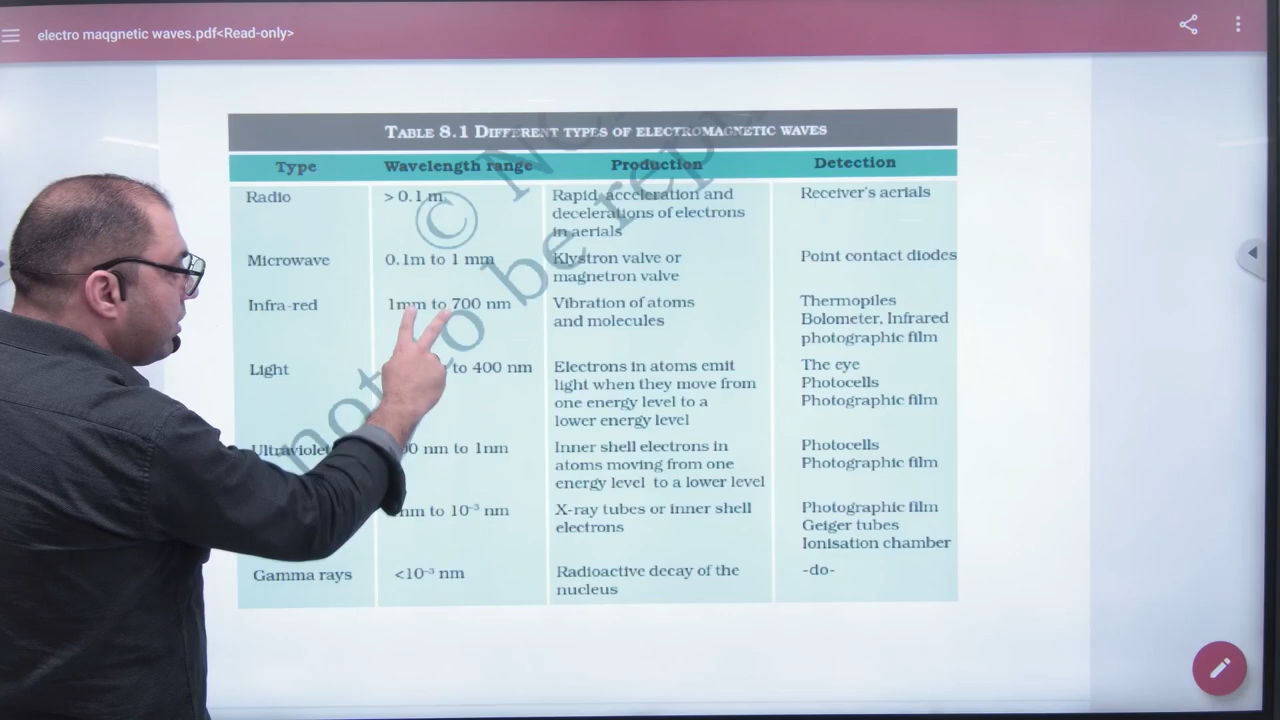 electro maqgnetic waves.pdf<Read-only>
TABLE 8.1 DIFFERENT TYPES OF ELECTROMAGNETIC WAVES
Type Wavelength range Production Detection
Radio > 0.1 m Rapid acceleration and Receiver's aerials
decelerations of electrons
in aerials
Microwave 0.1m to 1 mm Klystron valve or Point contact diodes
magnetron valve
Infra-red 1mm to 700 nm Vibration of atoms Thermopiles
and molecules Bolometer, Infrared
photographic film
Light to 400 nm Electrons in atoms emit The eye
light when they move from Photocells
one energy level to a Photographic film
lower energy level
Ultraviolet nm to 1nm Inner shell electrons in Photocells
atoms moving from one Photographic film
energy level to a lower level
nm to 10⁻³ nm X-ray tubes or inner shell Photographic film
electrons Geiger tubes
Ionisation chamber
Gamma rays <10⁻³ nm Radioactive decay of the -do-
nucleus
©
not to be